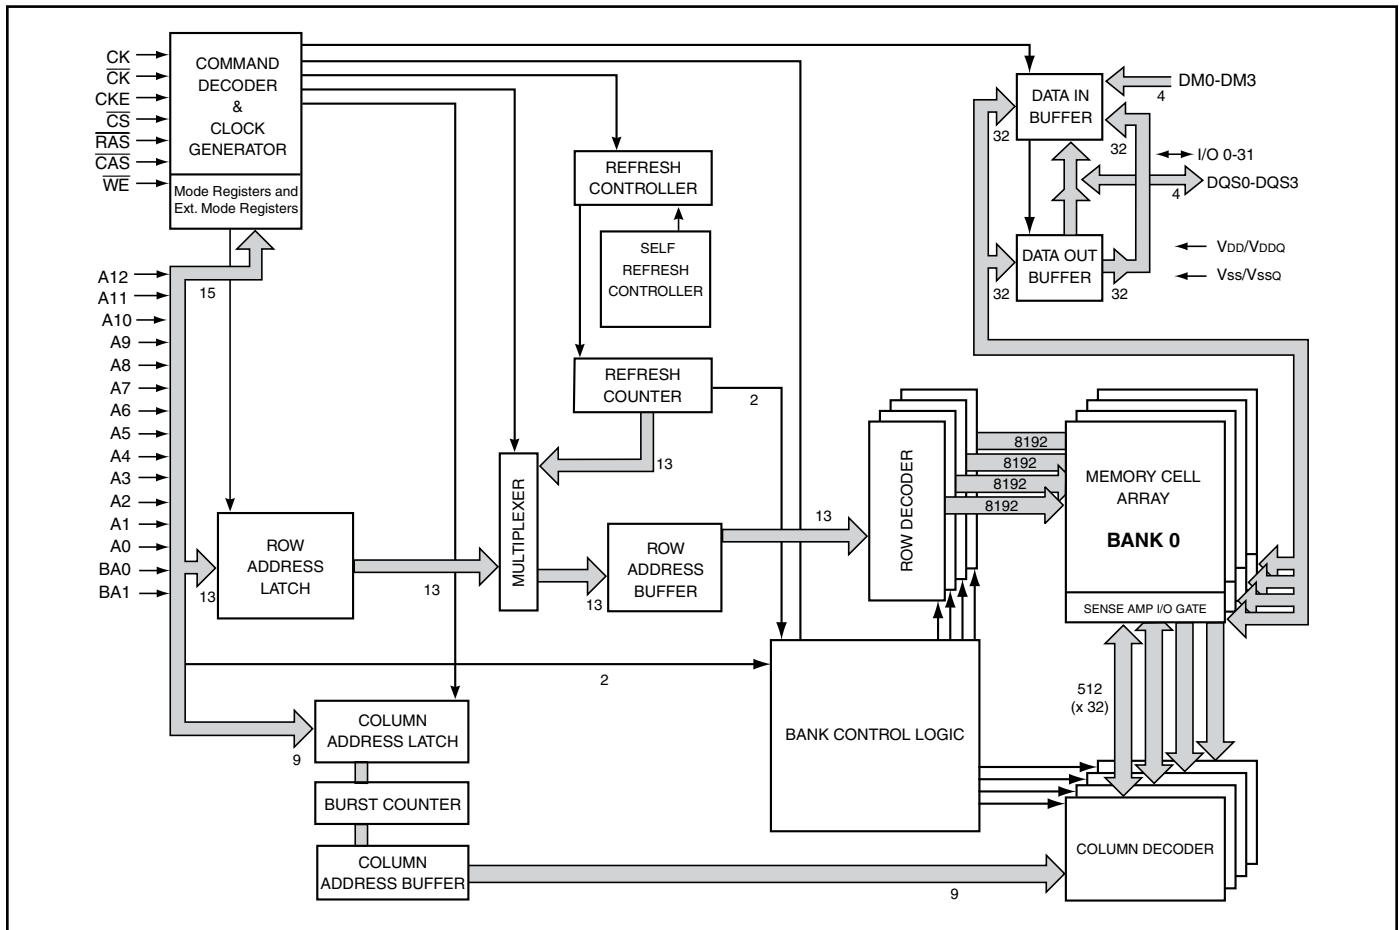 CK
C̅K̅
CKE
C̅S̅
R̅A̅S̅
C̅A̅S̅
W̅E̅
COMMAND
DECODER
&
CLOCK
GENERATOR
Mode Registers and
Ext. Mode Registers
A12
A11
A10
A9
A8
A7
A6
A5
A4
A3
A2
A1
A0
BA0
BA1
15
13
ROW
ADDRESS
LATCH
13
2
9
COLUMN
ADDRESS LATCH
BURST COUNTER
COLUMN
ADDRESS BUFFER
9
REFRESH
CONTROLLER
SELF
REFRESH
CONTROLLER
REFRESH
COUNTER
2
13
MULTIPLEXER
13
ROW
ADDRESS
BUFFER
13
ROW DECODER
8192
8192
8192
8192
MEMORY CELL
ARRAY
BANK 0
SENSE AMP I/O GATE
512
(x 32)
BANK CONTROL LOGIC
COLUMN DECODER
DATA IN
BUFFER
DM0-DM3
4
32
32
I/O 0-31
DQS0-DQS3
4
DATA OUT
BUFFER
32
32
VDD/VDDQ
VSS/VSSQ